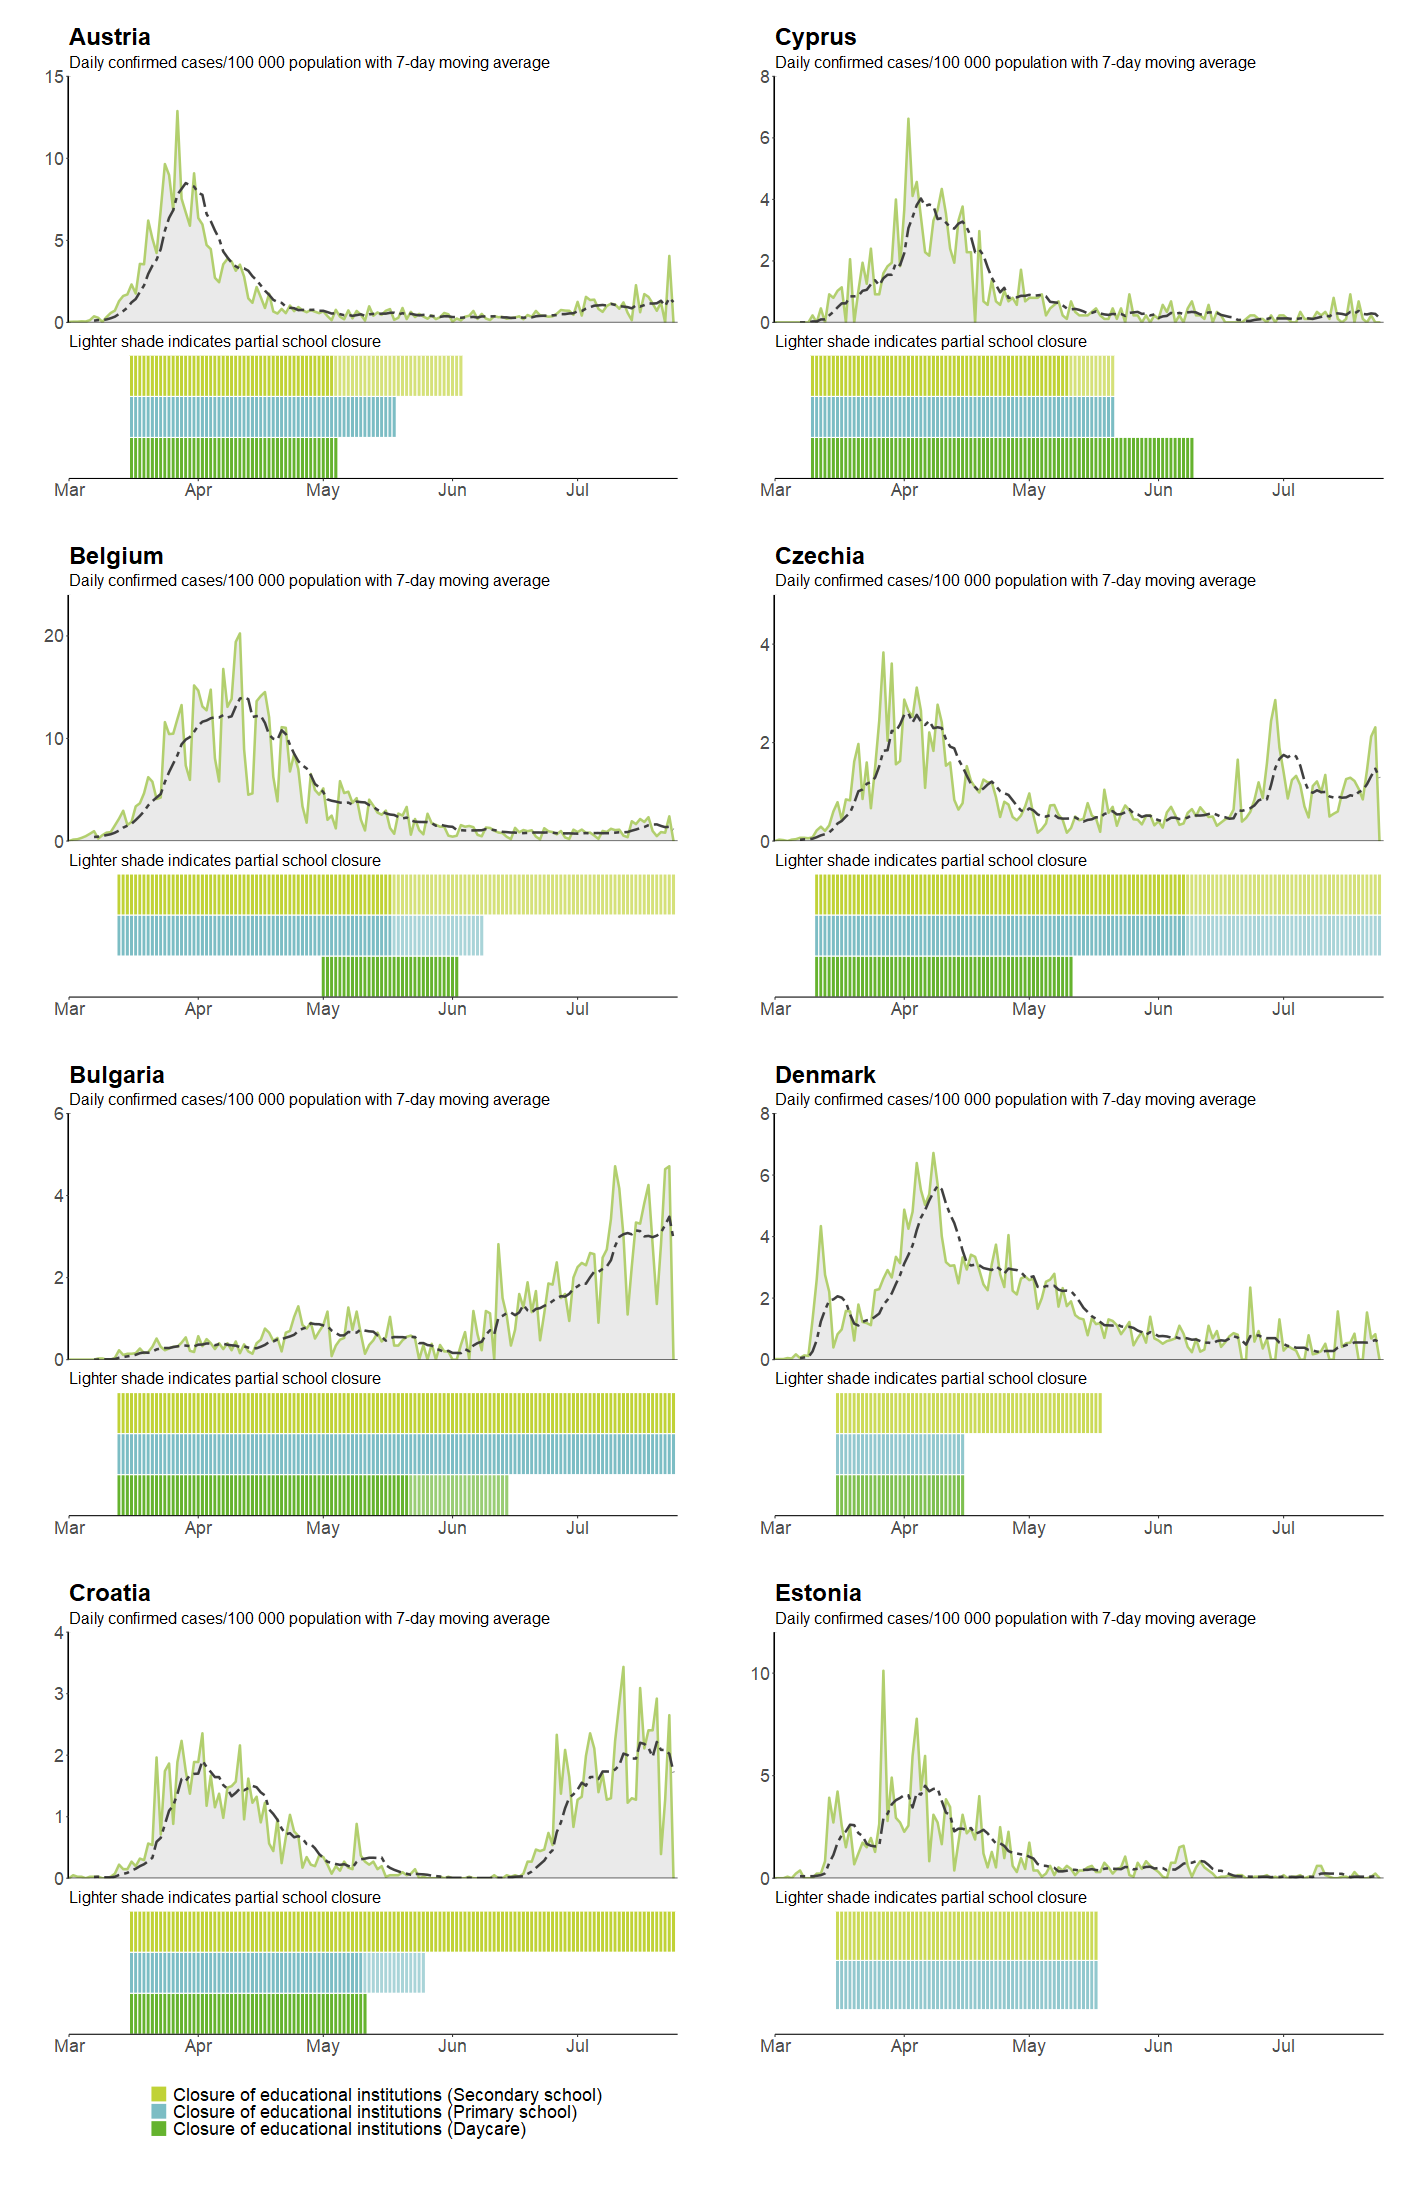 Austria
Daily confirmed cases/100 000 population with 7-day moving average
15
10
5
0
Lighter shade indicates partial school closure
Mar Apr May Jun Jul
Cyprus
Daily confirmed cases/100 000 population with 7-day moving average
8
6
4
2
0
Lighter shade indicates partial school closure
Mar Apr May Jun Jul
Belgium
Daily confirmed cases/100 000 population with 7-day moving average
20
10
0
Lighter shade indicates partial school closure
Mar Apr May Jun Jul
Czechia
Daily confirmed cases/100 000 population with 7-day moving average
4
2
0
Lighter shade indicates partial school closure
Mar Apr May Jun Jul
Bulgaria
Daily confirmed cases/100 000 population with 7-day moving average
6
4
2
0
Lighter shade indicates partial school closure
Mar Apr May Jun Jul
Denmark
Daily confirmed cases/100 000 population with 7-day moving average
8
6
4
2
0
Lighter shade indicates partial school closure
Mar Apr May Jun Jul
Croatia
Daily confirmed cases/100 000 population with 7-day moving average
4
3
2
1
0
Lighter shade indicates partial school closure
Mar Apr May Jun Jul
Estonia
Daily confirmed cases/100 000 population with 7-day moving average
10
5
0
Lighter shade indicates partial school closure
Mar Apr May Jun Jul
Closure of educational institutions (Secondary school)
Closure of educational institutions (Primary school)
Closure of educational institutions (Daycare)